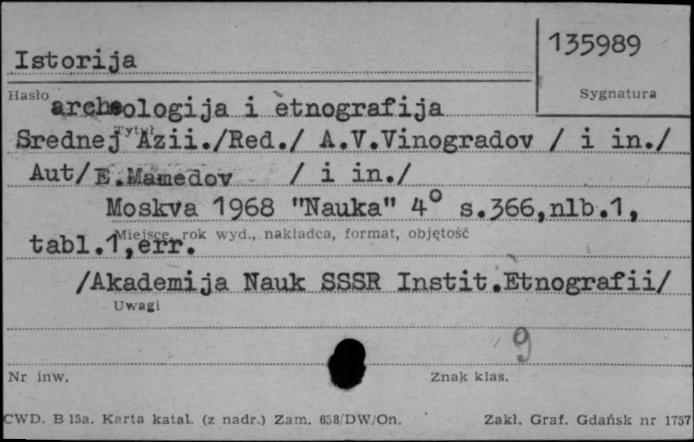 135989
Istorija
Hasło
Sygnatura
archeologija i etnografija
Tytuł
Srednej Azii./Red./ A.V.Vinogradov / i in./
Aut/E.Mamedov / i in./
Moskva 1968 "Nauka" 4° s.366,nlb.1,
Miejsce, rok wyd., nakładca, format, objętość
tabl.1,err.
/Akademija Nauk SSSR Instit.Etnografii/
Uwagi
9
Nr inw.
Znak klas.
CWD. B 15a. Karta katal. (z nadr.) Zam. 658/DW/On.
Zakł. Graf. Gdańsk nr 1757